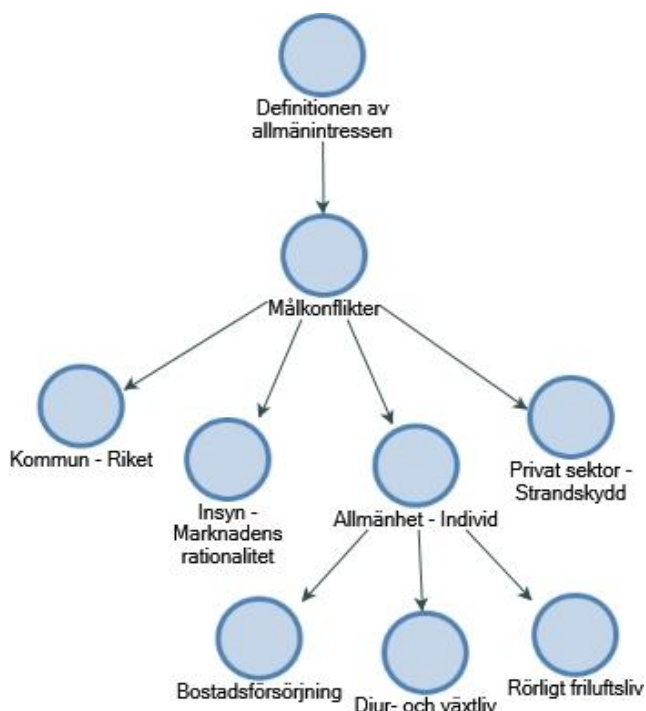 Definitionen av
allmänintressen
Målkonflikter
Kommun - Riket
Insyn -
Marknadens
rationalitet
Allmänhet - Individ
Privat sektor -
Strandskydd
Bostadsförsörjning
Djur- och växtliv
Rörligt friluftsliv